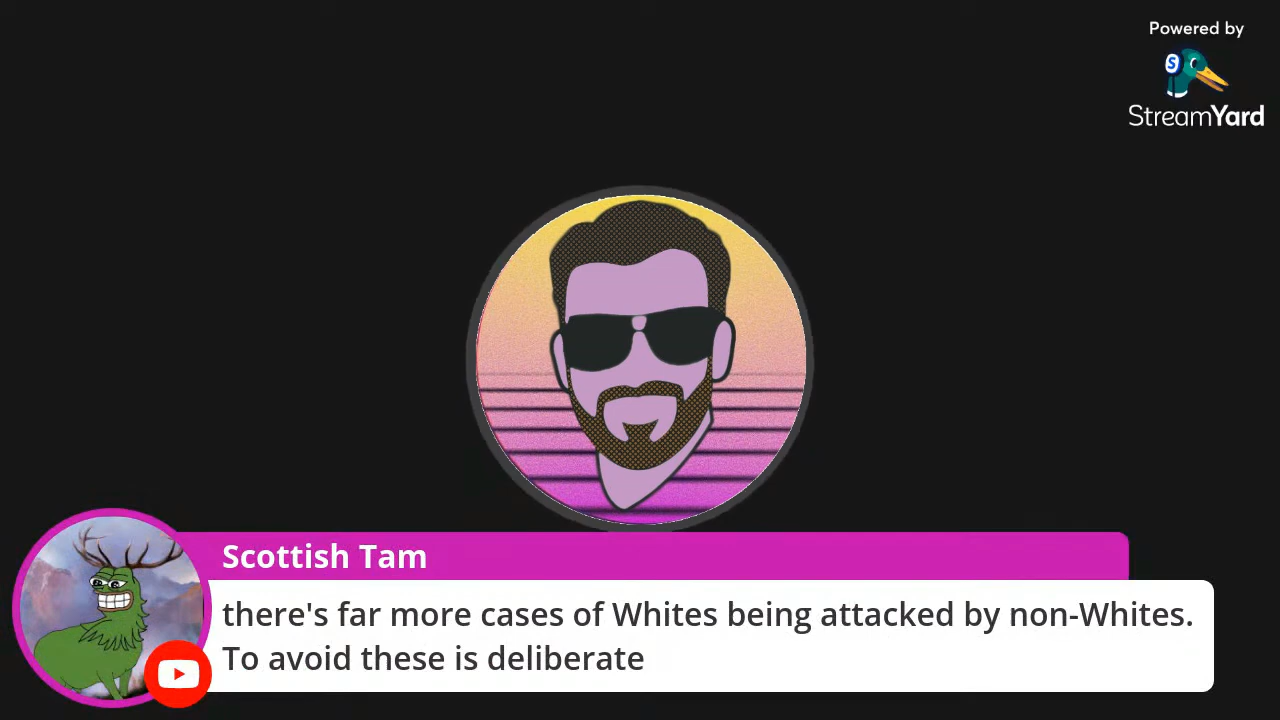 Powered by
S
StreamYard
Scottish Tam
there's far more cases of Whites being attacked by non-Whites.
To avoid these is deliberate